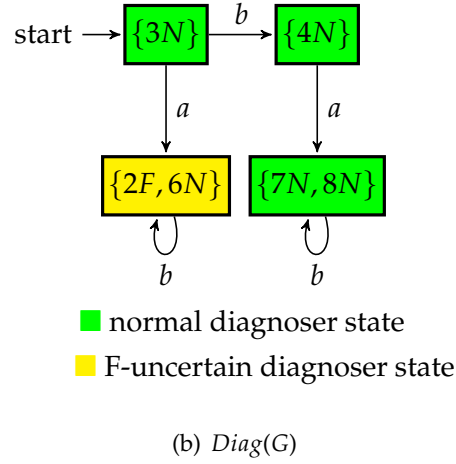 start {3N} b {4N}
a a
{2F, 6N} {7N, 8N}
b b
normal diagnoser state
F-uncertain diagnoser state
(b) Diag(G)